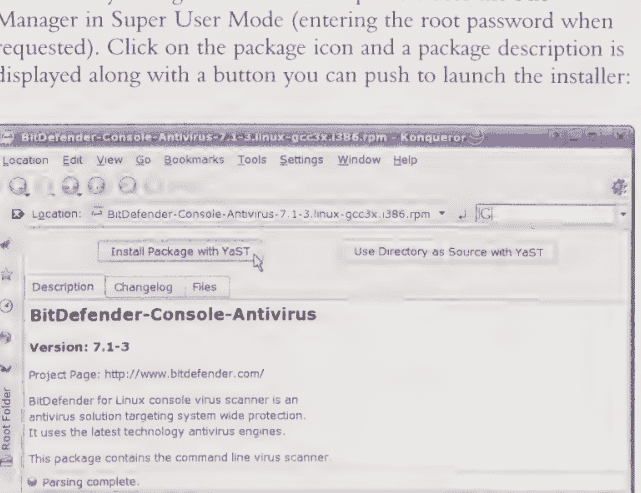 Manager in Super User Mode (entering the root password when
requested). Click on the package icon and a package description is
displayed along with a button you can push to launch the installer:
BitDefender-Console-Antivirus-7.1-3.linux-gcc3x.i386.rpm - Konqueror
Location Edit View Go Bookmarks Tools Settings Window Help
Location: BitDefender-Console-Antivirus-7.1-3.linux-gcc3x.i386.rpm
Install Package with YaST Use Directory as Source with YaST
Description Changelog Files
BitDefender-Console-Antivirus
Version: 7.1-3
Project Page: http://www.bitdefender.com/
BitDefender for Linux console virus scanner is an
antivirus solution targeting system wide protection.
It uses the latest technology antivirus engines.
Root Folder
This package contains the command line virus scanner.
Parsing complete.